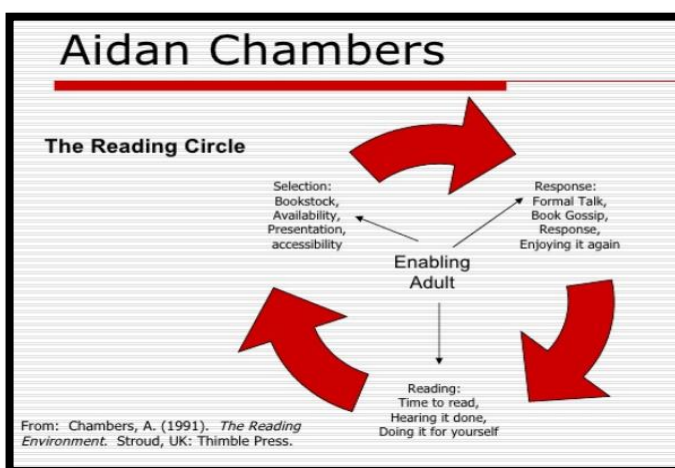 Aidan Chambers
The Reading Circle
Selection:
Bookstock,
Availability,
Presentation,
accessibility
Response:
Formal Talk,
Book Gossip,
Response,
Enjoying it again
Enabling
Adult
Reading:
Time to read,
Hearing it done,
Doing it for yourself
From: Chambers, A. (1991). The Reading
Environment. Stroud, UK: Thimble Press.